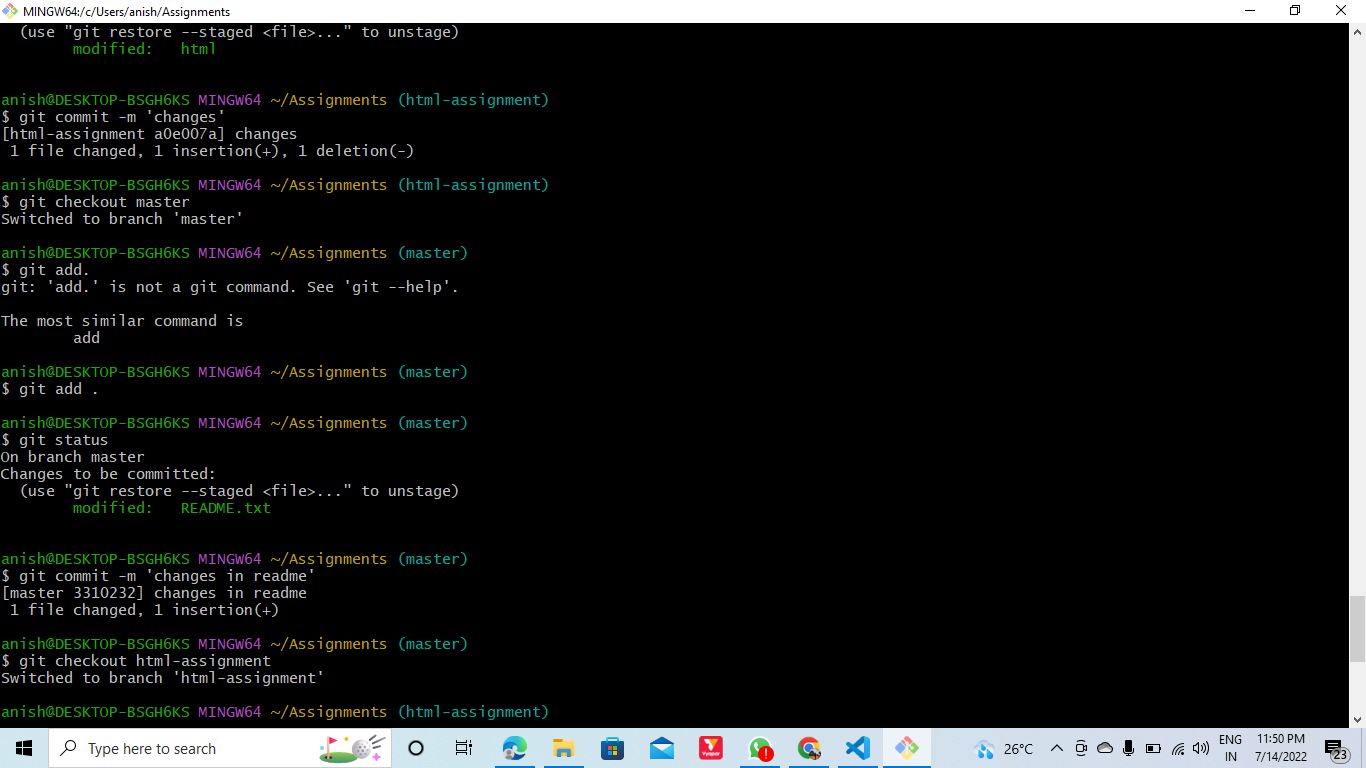 MINGW64:/c/Users/anish/Assignments
(use "git restore --staged <file>..." to unstage)
modified:   html
anish@DESKTOP-BSGH6KS MINGW64 ~/Assignments (html-assignment)
$ git commit -m 'changes'
[html-assignment a0e007a] changes
1 file changed, 1 insertion(+), 1 deletion(-)
anish@DESKTOP-BSGH6KS MINGW64 ~/Assignments (html-assignment)
$ git checkout master
Switched to branch 'master'
anish@DESKTOP-BSGH6KS MINGW64 ~/Assignments (master)
$ git add.
git: 'add.' is not a git command. See 'git --help'.
The most similar command is
add
anish@DESKTOP-BSGH6KS MINGW64 ~/Assignments (master)
$ git add .
anish@DESKTOP-BSGH6KS MINGW64 ~/Assignments (master)
$ git status
On branch master
Changes to be committed:
(use "git restore --staged <file>..." to unstage)
modified:   README.txt
anish@DESKTOP-BSGH6KS MINGW64 ~/Assignments (master)
$ git commit -m 'changes in readme'
[master 3310232] changes in readme
1 file changed, 1 insertion(+)
anish@DESKTOP-BSGH6KS MINGW64 ~/Assignments (master)
$ git checkout html-assignment
Switched to branch 'html-assignment'
anish@DESKTOP-BSGH6KS MINGW64 ~/Assignments (html-assignment)
Type here to search
26°C
ENG
IN
11:50 PM
7/14/2022
23